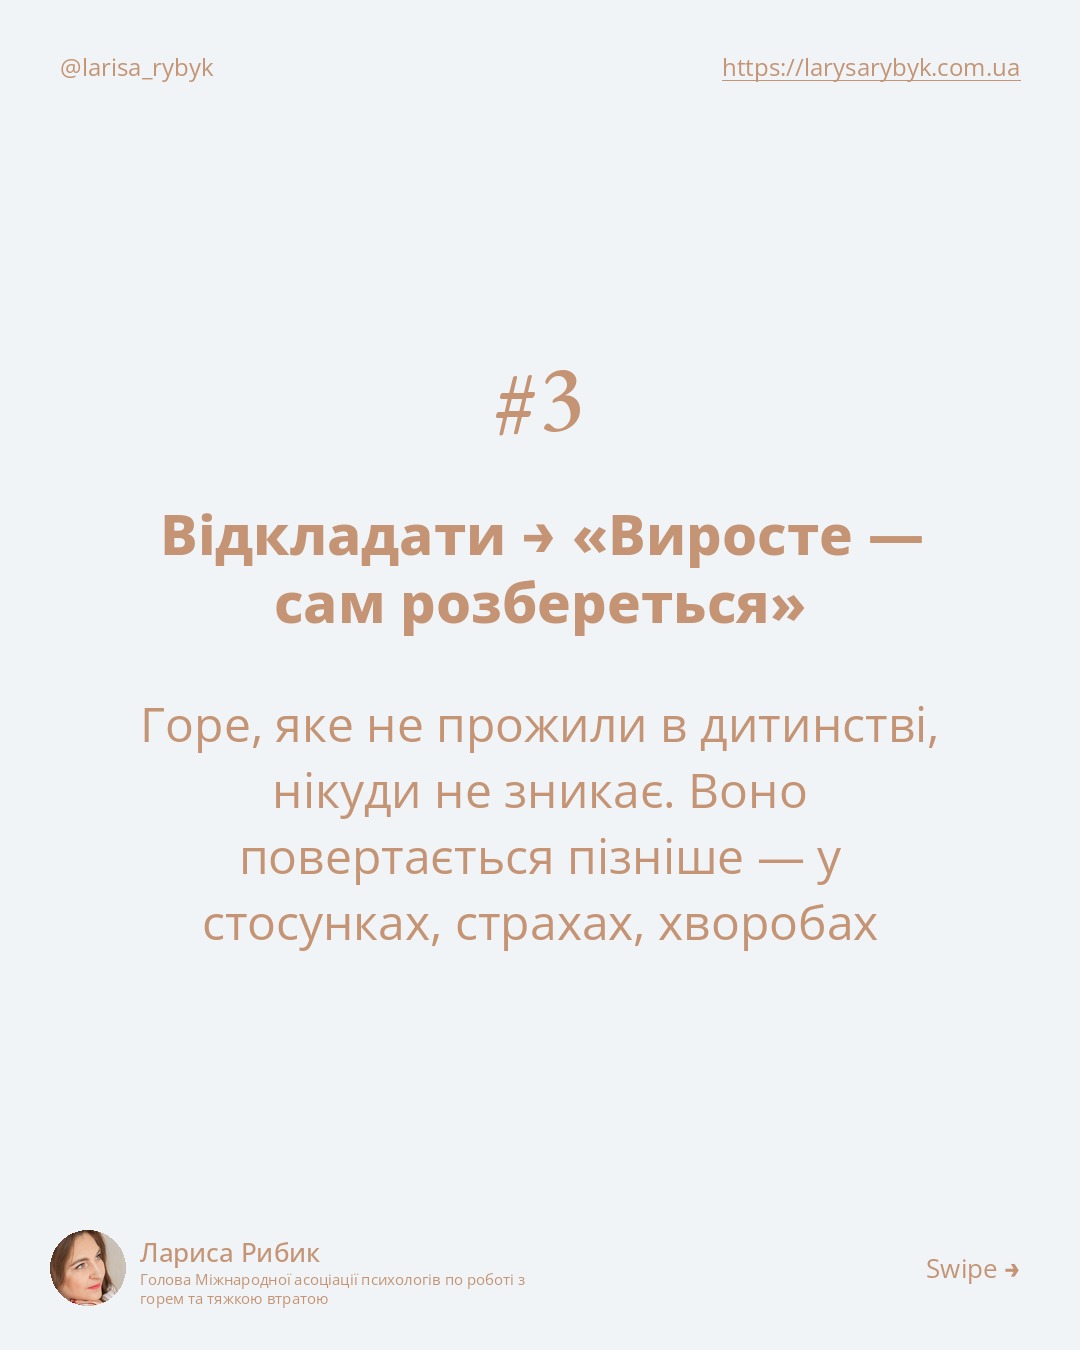 @larisa_rybyk
https://larysarybyk.com.ua
#3
Відкладати → «Виросте —
сам розбереться»
Горе, яке не прожили в дитинстві,
нікуди не зникає. Воно
повертається пізніше — у
стосунках, страхах, хворобах
Лариса Рибик
Голова Міжнародної асоціації психологів по роботі з
горем та тяжкою втратою
Swipe →